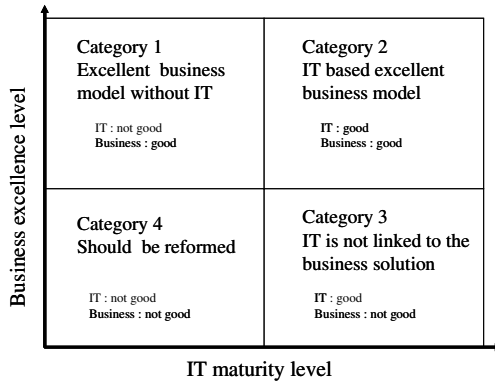 Business excellence level
Category 1
Excellent business
model without IT
IT : not good
Business : good
Category 2
IT based excellent
business model
IT : good
Business : good
Category 4
Should be reformed
IT : not good
Business : not good
Category 3
IT is not linked to the
business solution
IT : good
Business : not good
IT maturity level